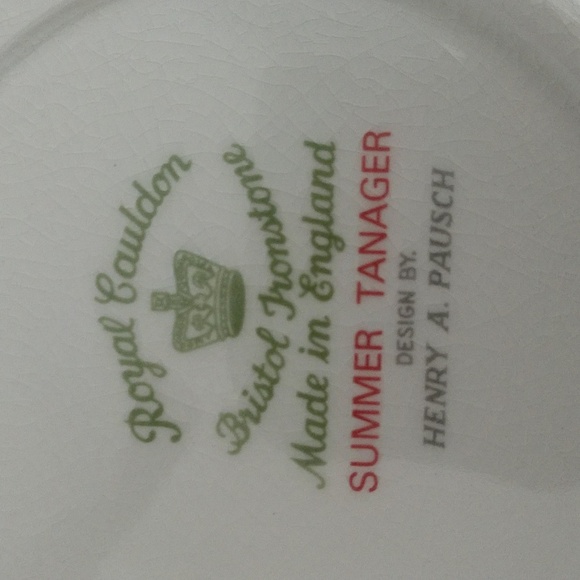 Royal Cauldon
Bristol Ironstone
Made in England
SUMMER TANAGER
DESIGN BY.
HENRY A. PAUSCH